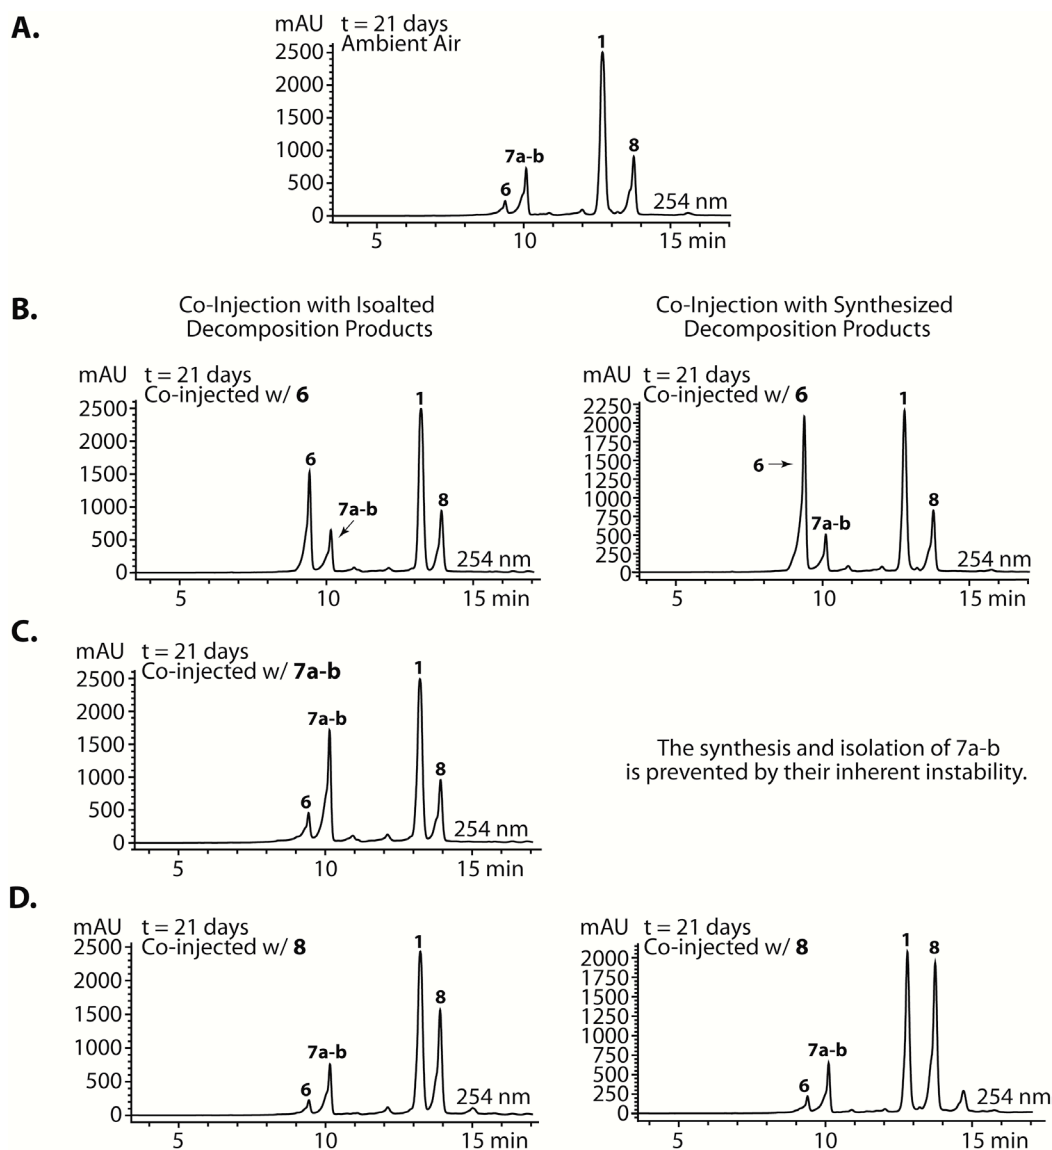 A.
mAU t = 21 days
Ambient Air
2500
2000
1500
1000
500
0
6
7a-b
1
8
254 nm
5 10 15 min
B.
Co-Injection with Isoalted
Decomposition Products
mAU t = 21 days
Co-injected w/ 6
2500
2000
1500
1000
500
0
6
7a-b
1
8
254 nm
5 10 15 min
Co-Injection with Synthesized
Decomposition Products
mAU t = 21 days
Co-injected w/ 6
2250
2000
1750
1500
1250
1000
750
500
250
0
6
7a-b
1
8
254 nm
5 10 15 min
C.
mAU t = 21 days
Co-injected w/ 7a-b
2500
2000
1500
1000
500
0
6
7a-b
1
8
254 nm
5 10 15 min
The synthesis and isolation of 7a-b
is prevented by their inherent instability.
D.
mAU t = 21 days
Co-injected w/ 8
2500
2000
1500
1000
500
0
6
7a-b
1
8
254 nm
5 10 15 min
mAU t = 21 days
Co-injected w/ 8
2000
1750
1500
1250
1000
750
500
250
0
6
7a-b
1
8
254 nm
5 10 15 min